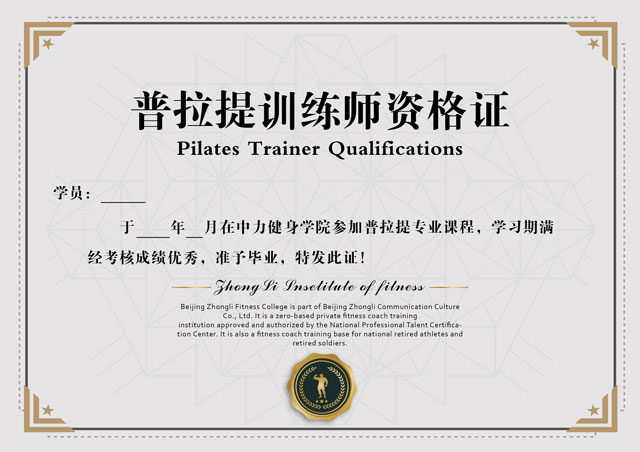 普拉提训练师资格证
Pilates Trainer Qualifications
学员：_____
于____年__月在中力健身学院参加普拉提专业课程，学习期满
经考核成绩优秀，准予毕业，特发此证！
ZhongLi Lnsetitute of fitness
Beijing Zhongli Fitness College is part of Beijing Zhongli Communication Culture
Co., Ltd. It is a zero-based private fitness coach training
institution approved and authorized by the National Professional Talent Certifica-
tion Center. It is also a fitness coach training base for national retired athletes and
retired soldiers.